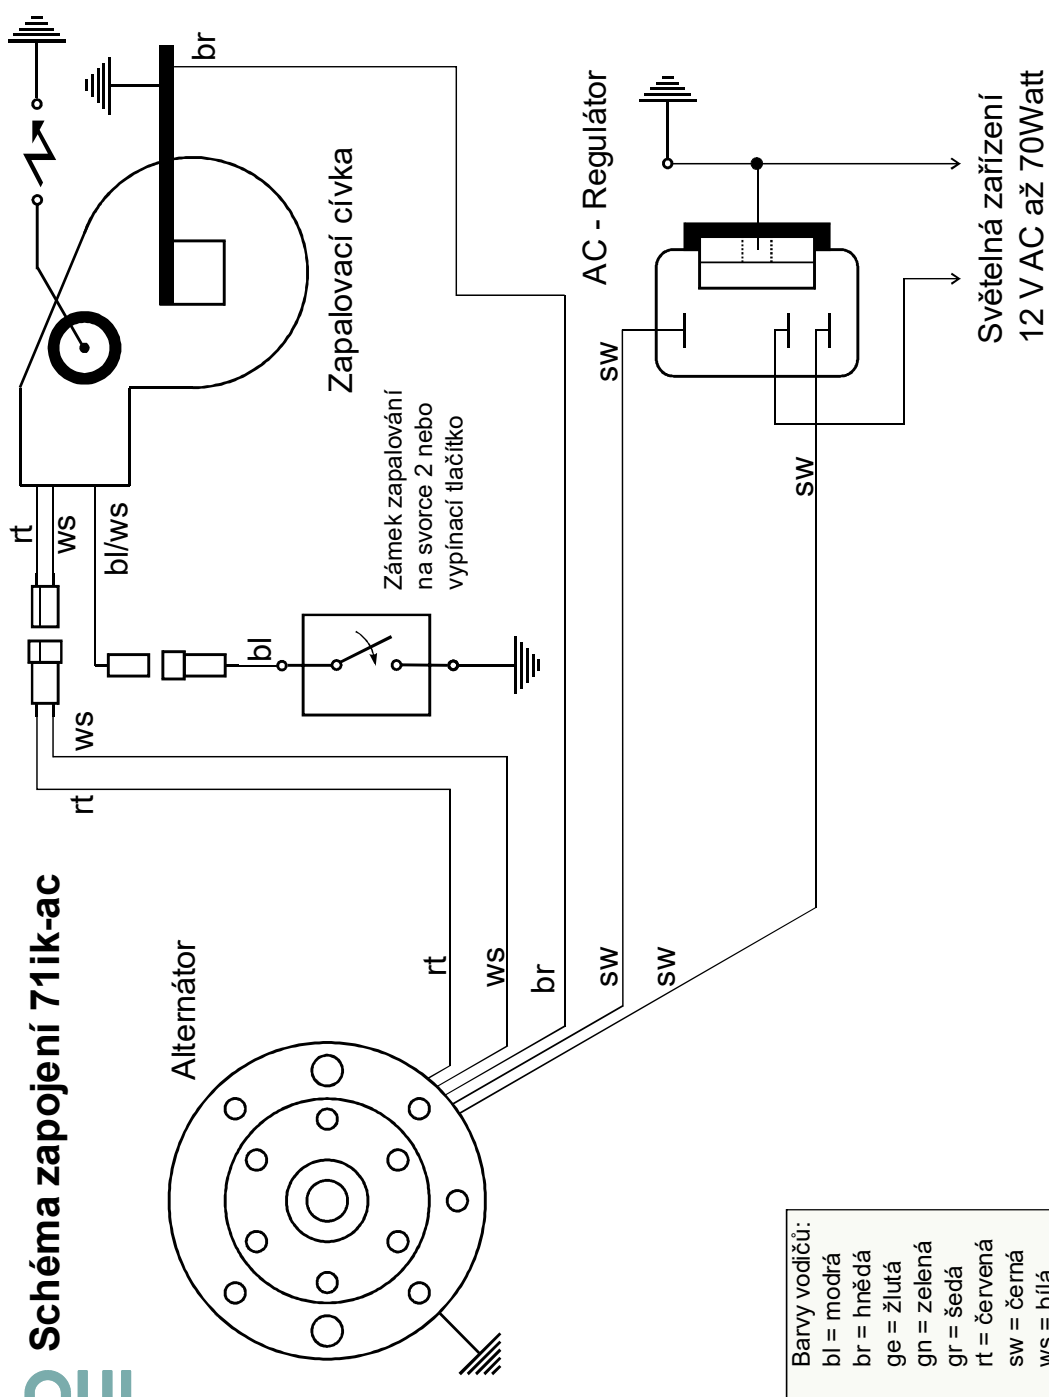 Schéma zapojení 71ik-ac
Alternátor
rt
ws
br
sw
sw
rt
ws
rt
ws
bl/ws
bl
br
Zapalovací cívka
Zámek zapalování
na svorce 2 nebo
vypínací tlačítko
AC - Regulátor
sw
sw
Světelná zařízení
12 V AC až 70Watt
Barvy vodičů:
bl = modrá
br = hnědá
ge = žlutá
gn = zelená
gr = šedá
rt = červená
sw = černá
ws = bílá